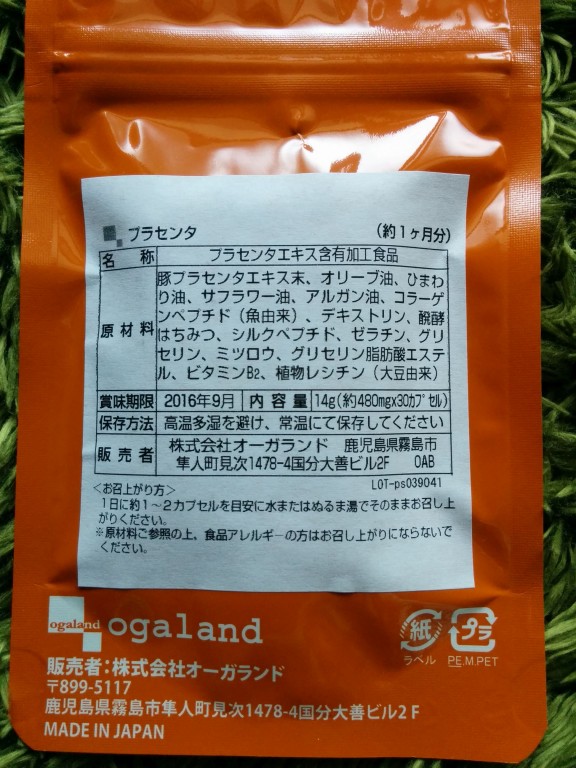 プラセンタ (約1ヶ月分)
名称 プラセンタエキス含有加工食品
原材料 豚プラセンタエキス末、オリーブ油、ひまわ
り油、サフラワー油、アルガン油、コラーゲ
ンペプチド（魚由来）、デキストリン、醗酵
はちみつ、シルクペプチド、ゼラチン、グリ
セリン、ミツロウ、グリセリン脂肪酸エステ
ル、ビタミンB2、植物レシチン（大豆由来）
賞味期限 2016年9月 内容量 14g(約480mgx30カプセル)
保存方法 高温多湿を避け、常温にて保存してください
販売者 株式会社オーガランド 鹿児島県霧島市
隼人町見次1478-4国分大善ビル2F OAB
LOT-ps039041
<お召上がり方>
1日に約1～2カプセルを目安に水またはぬるま湯でそのままお召し上
がりください。
※原材料ご参照の上、食品アレルギーの方はお召し上がりにならないで
ください。
ogaland ogaland
紙 プラ
ラベル PE.M.PET
販売者：株式会社オーガランド
〒899-5117
鹿児島県霧島市隼人町見次1478-4国分大善ビル2F
MADE IN JAPAN